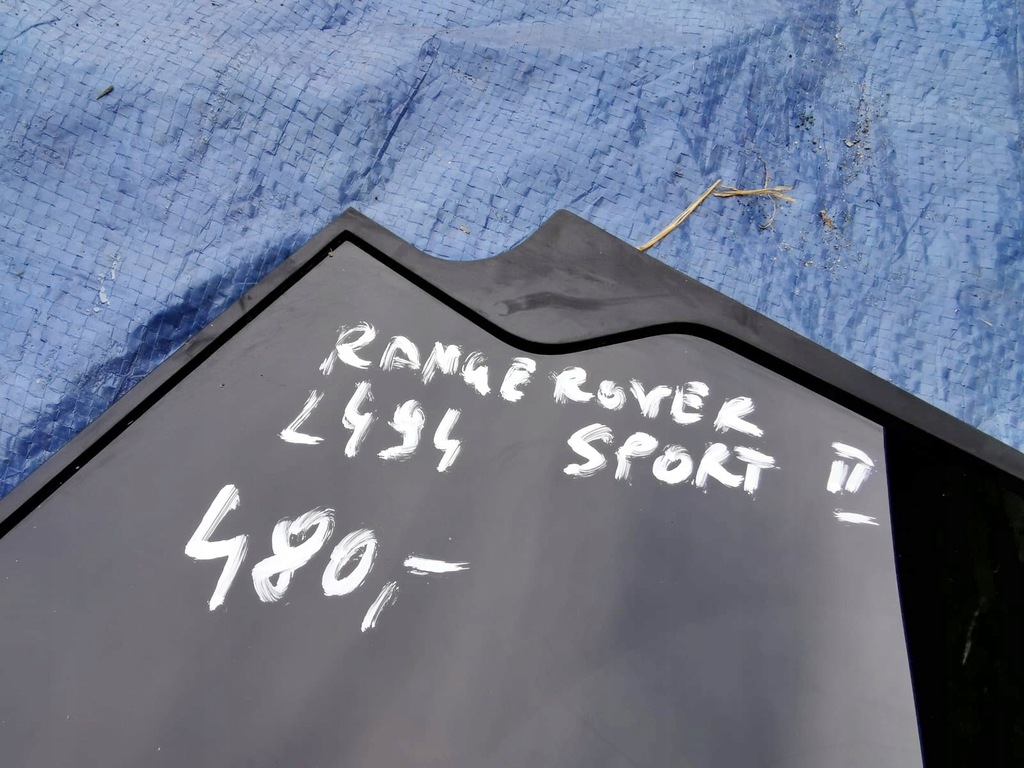 RANGE ROVER
L494 SPORT II
480,-